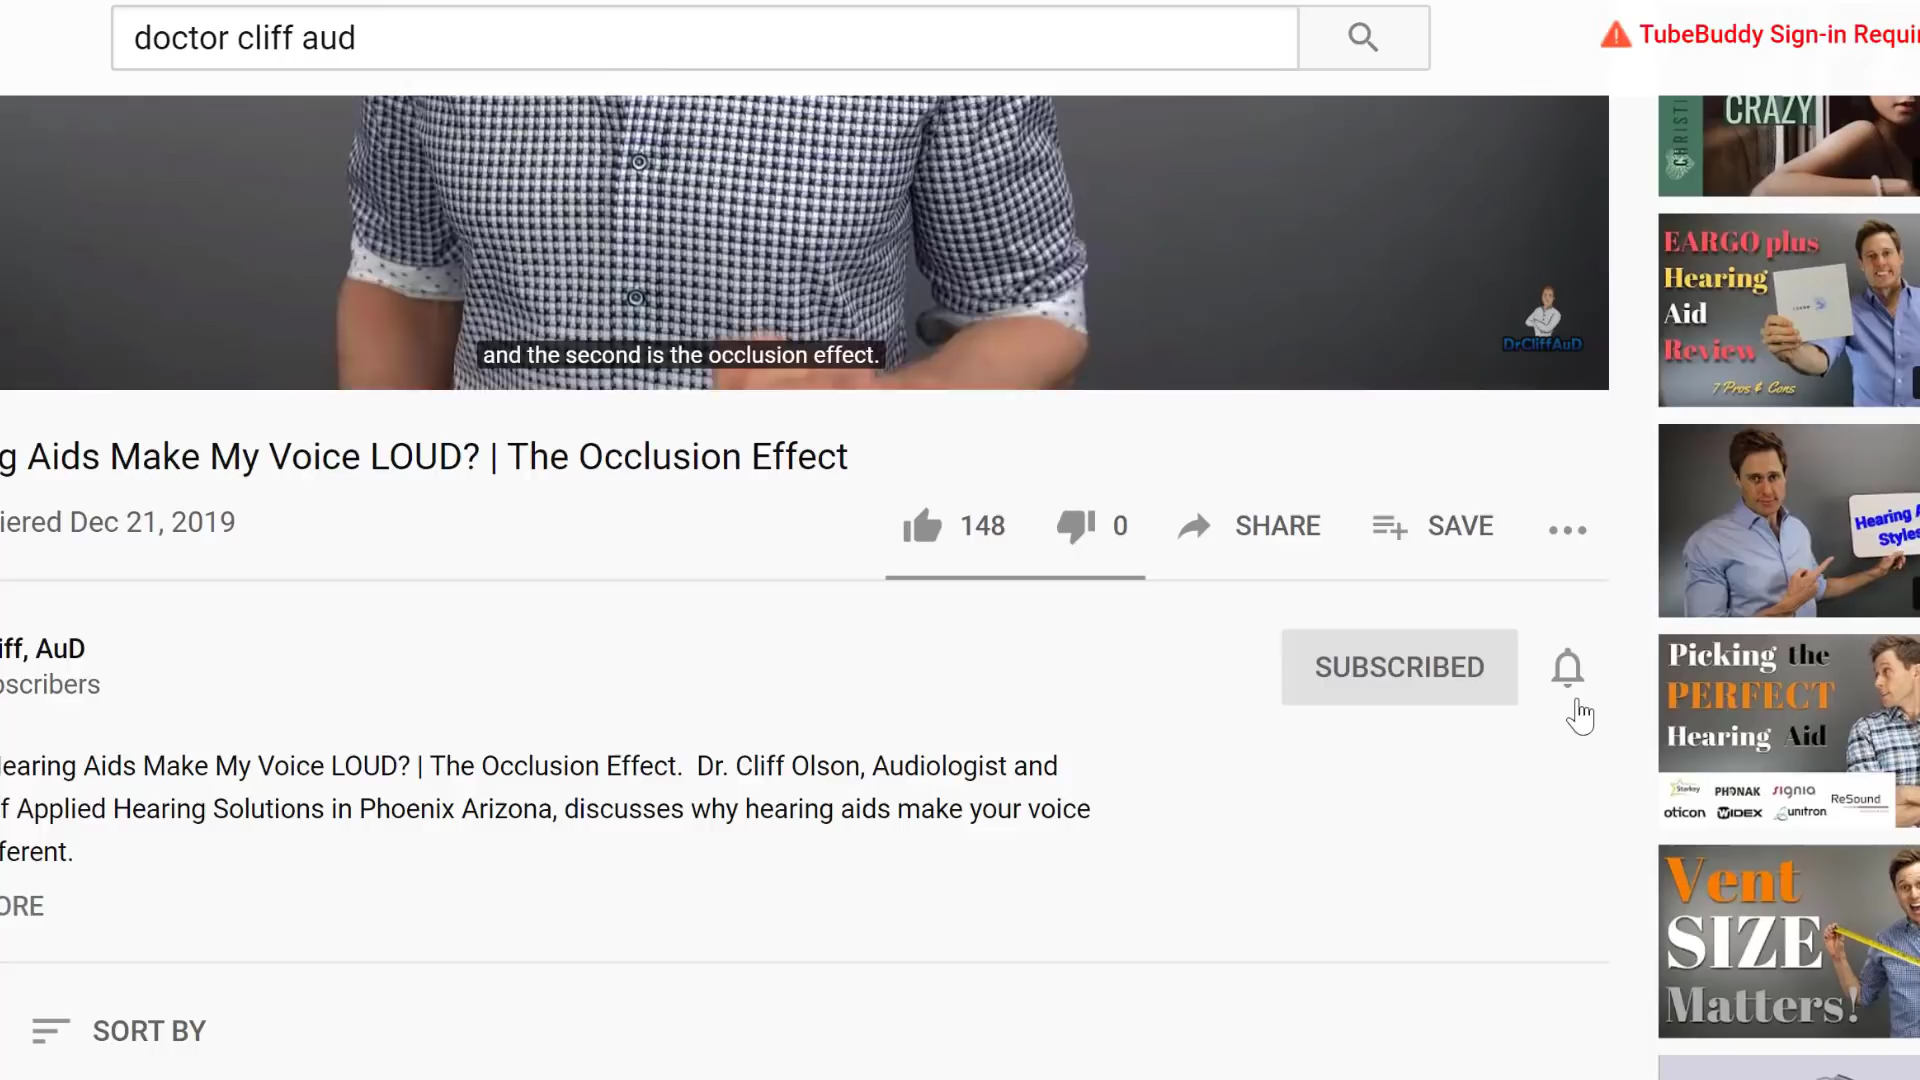 doctor cliff aud
TubeBuddy Sign-in Requi
CHRISTI
CRAZY
EARGO plus
Hearing
Aid
Review
7 Pros & Cons
DrCliffAuD
and the second is the occlusion effect.
g Aids Make My Voice LOUD? | The Occlusion Effect
iered Dec 21, 2019
148
0
SHARE
SAVE
Hearing A
Styles
iff, AuD
scribers
SUBSCRIBED
Picking the
PERFECT
Hearing Aid
Starkey PHONAK signia ReSound
oticon WIDEX unitron
earing Aids Make My Voice LOUD? | The Occlusion Effect. Dr. Cliff Olson, Audiologist and
f Applied Hearing Solutions in Phoenix Arizona, discusses why hearing aids make your voice
ferent.
ORE
Vent
SIZE
Matters!
SORT BY